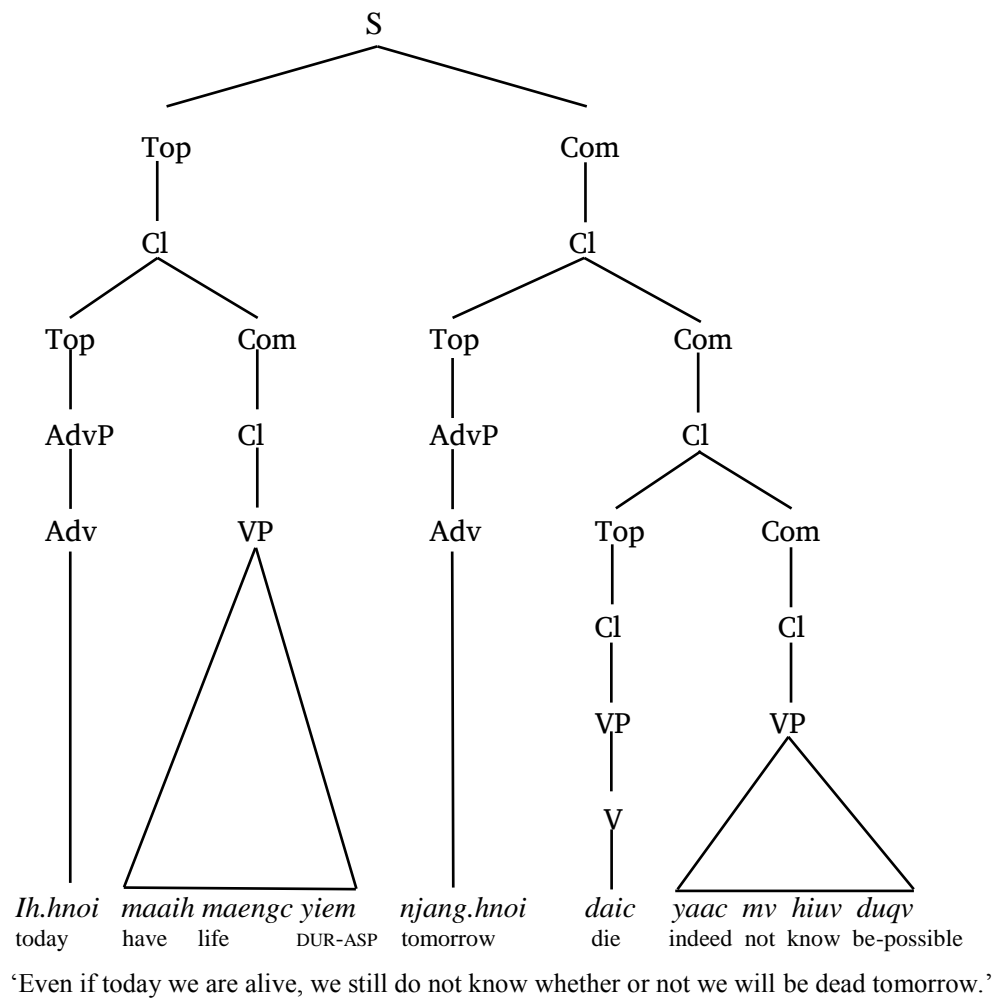 S
Top Com
Cl Cl
Top Com Top Com
AdvP Cl AdvP Cl
Adv VP Adv Top Com
Cl Cl
VP VP
V
Ih.hnoi maaih maengc yiem njang.hnoi daic yaac mv hiuv duqv
today have life DUR-ASP tomorrow die indeed not know be-possible
‘Even if today we are alive, we still do not know whether or not we will be dead tomorrow.’